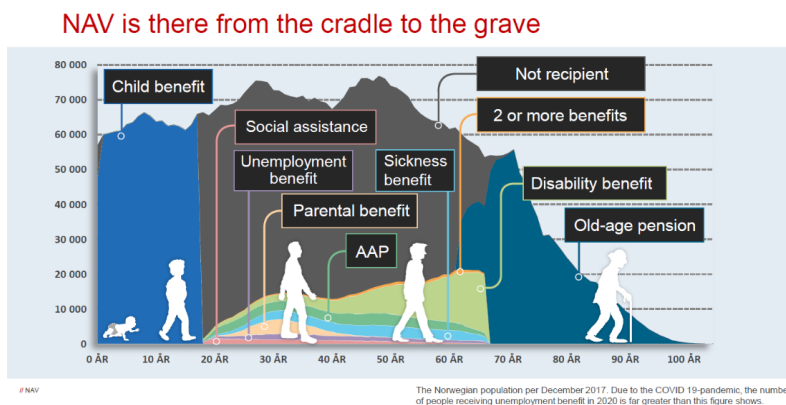 NAV is there from the cradle to the grave
80 000
70 000
60 000
50 000
40 000
30 000
20 000
10 000
0
Child benefit
Not recipient
2 or more benefits
Social assistance
Unemployment
benefit
Sickness
benefit
Disability benefit
Parental benefit
Old-age pension
AAP
0 ÅR
10 ÅR
20 ÅR
30 ÅR
40 ÅR
50 ÅR
60 ÅR
70 ÅR
80 ÅR
90 ÅR
100 ÅR
// NAV
The Norwegian population per December 2017. Due to the COVID 19-pandemic, the
of people receiving unemployment benefit in 2020 is far greater than this figure shows.